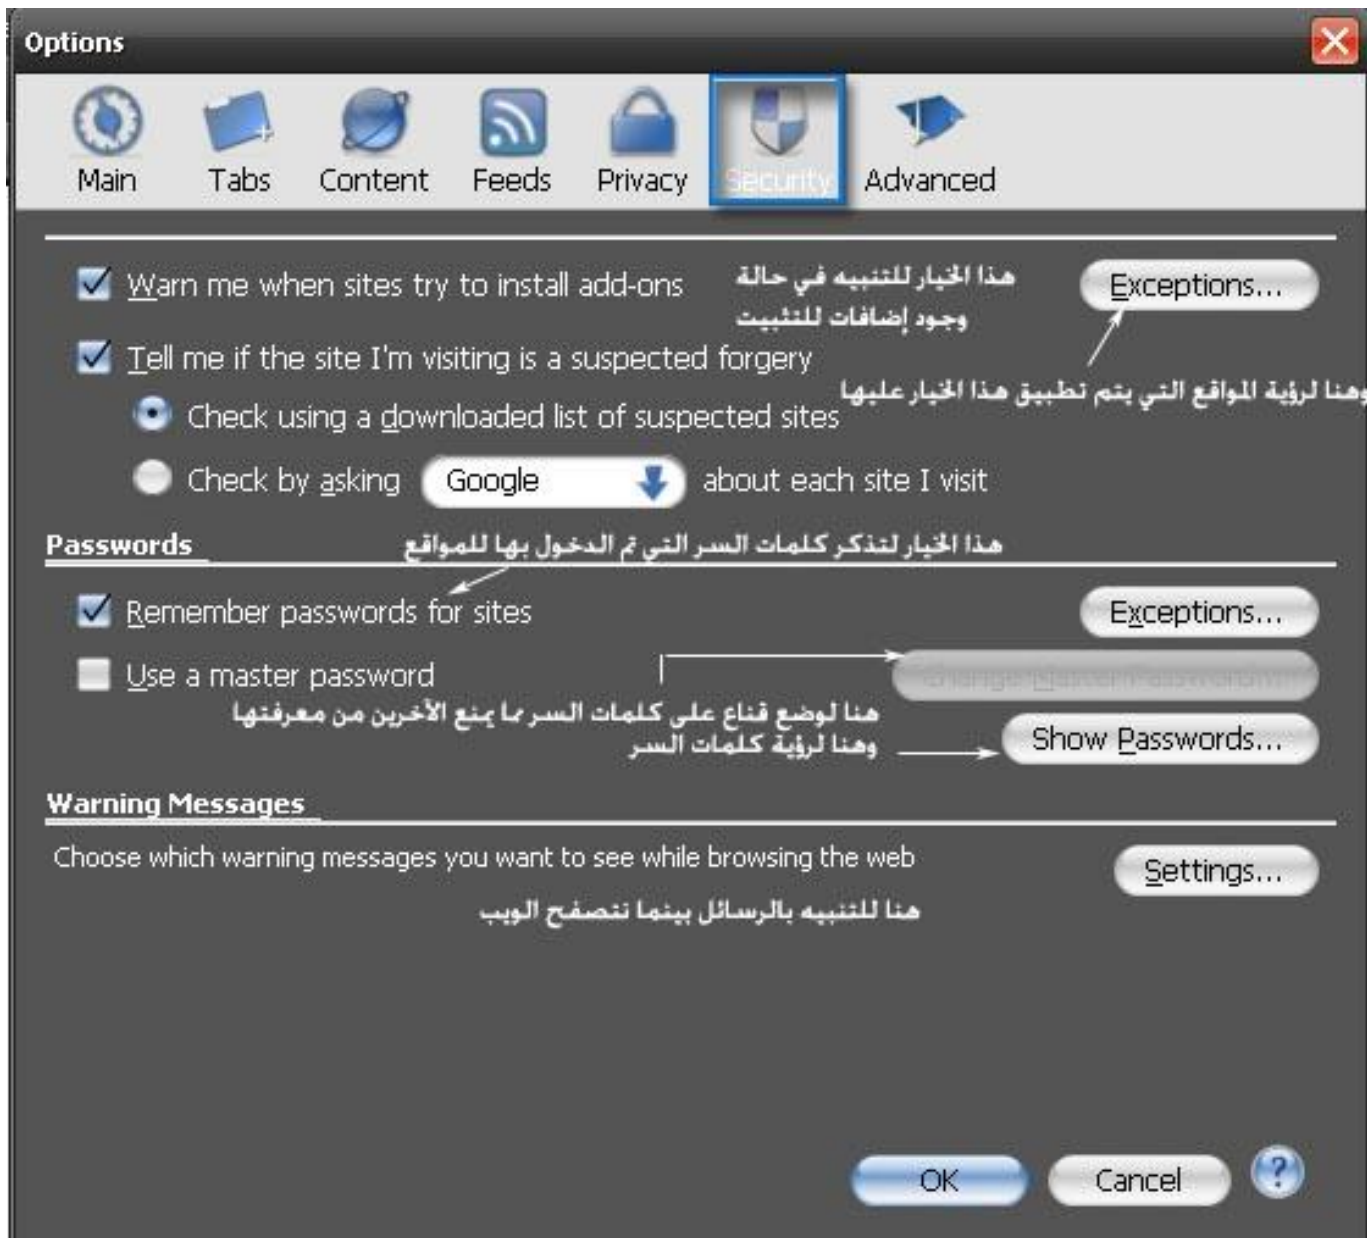 Options
Main Tabs Content Feeds Privacy Security Advanced
Warn me when sites try to install add-ons
هذا الخيار للتنبيه في حالة
وجود إضافات للتثبيت
Exceptions...
Tell me if the site I'm visiting is a suspected forgery
وهنا لرؤية المواقع التي يتم تطبيق هذا الخيار عليها
Check using a downloaded list of suspected sites
Check by asking Google about each site I visit
Passwords
هذا الخيار لتذكر كلمات السر التي تم الدخول بها للمواقع
Remember passwords for sites
Exceptions...
Use a master password
Change Master Password...
هنا لوضع قناع على كلمات السر مما يمنع الآخرين من معرفتها
وهنا لرؤية كلمات السر
Show Passwords...
Warning Messages
Choose which warning messages you want to see while browsing the web
Settings...
هنا للتنبيه بالرسائل بينما نتصفح الويب
OK Cancel ?